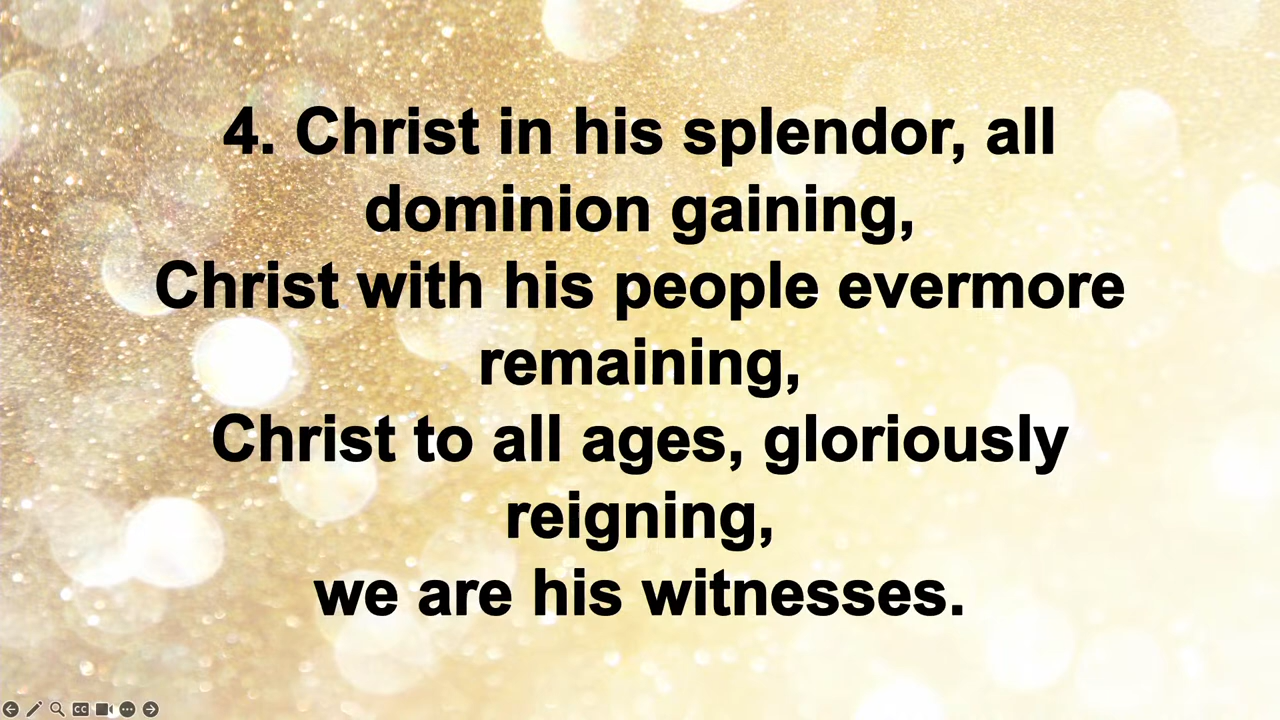 4. Christ in his splendor, all
dominion gaining,
Christ with his people evermore
remaining,
Christ to all ages, gloriously
reigning,
we are his witnesses.
CC